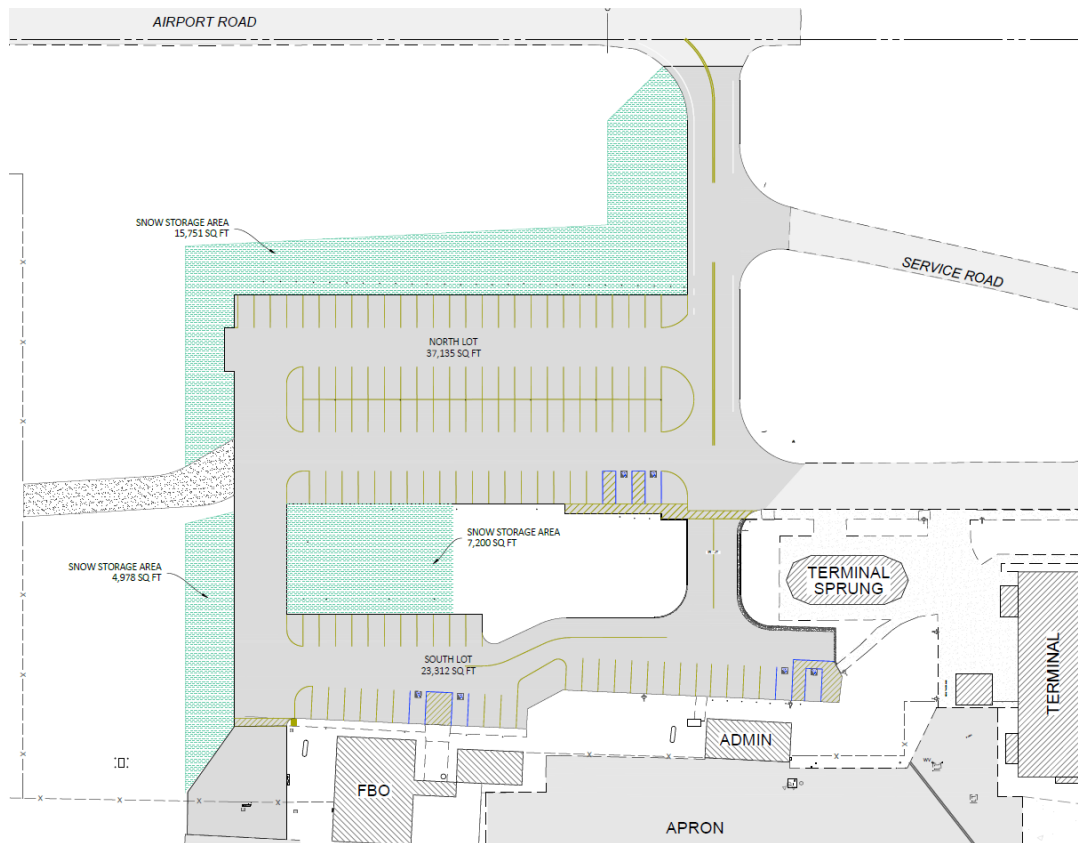 AIRPORT ROAD
SNOW STORAGE AREA
15,751 SQ FT
SERVICE ROAD
NORTH LOT
37,135 SQ FT
SNOW STORAGE AREA
7,200 SQ FT
SNOW STORAGE AREA
4,978 SQ FT
TERMINAL
SPRUNG
SOUTH LOT
23,312 SQ FT
TERMINAL
ADMIN
FBO
APRON